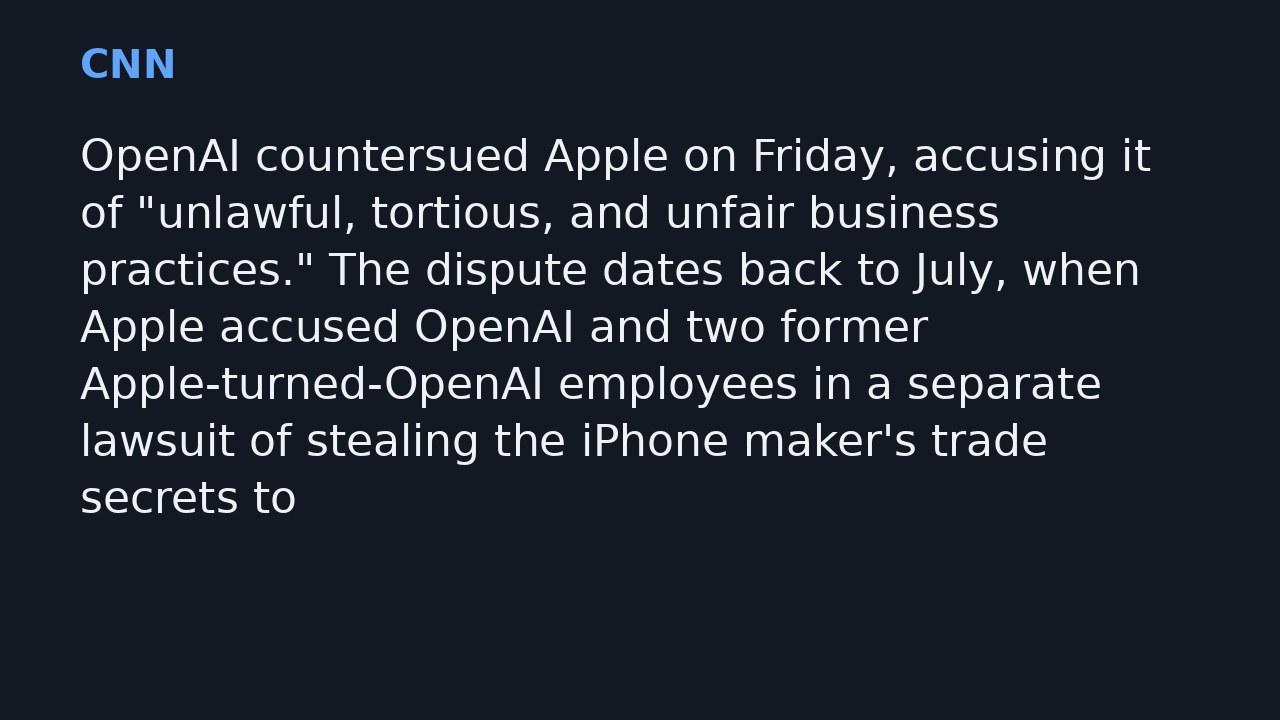 CNN
OpenAI countersued Apple on Friday, accusing it
of "unlawful, tortious, and unfair business
practices." The dispute dates back to July, when
Apple accused OpenAI and two former
Apple-turned-OpenAI employees in a separate
lawsuit of stealing the iPhone maker's trade
secrets to